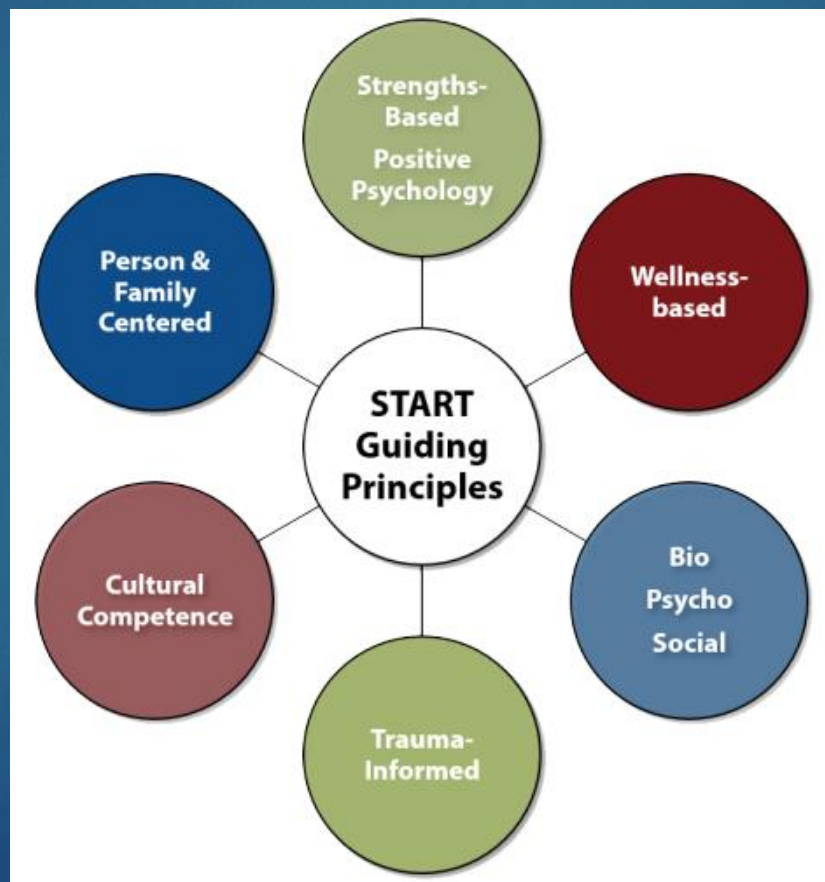 Strengths-
Based
Positive
Psychology
Wellness-
based
Bio
Psycho
Social
Trauma-
Informed
Cultural
Competence
Person &
Family
Centered
START
Guiding
Principles